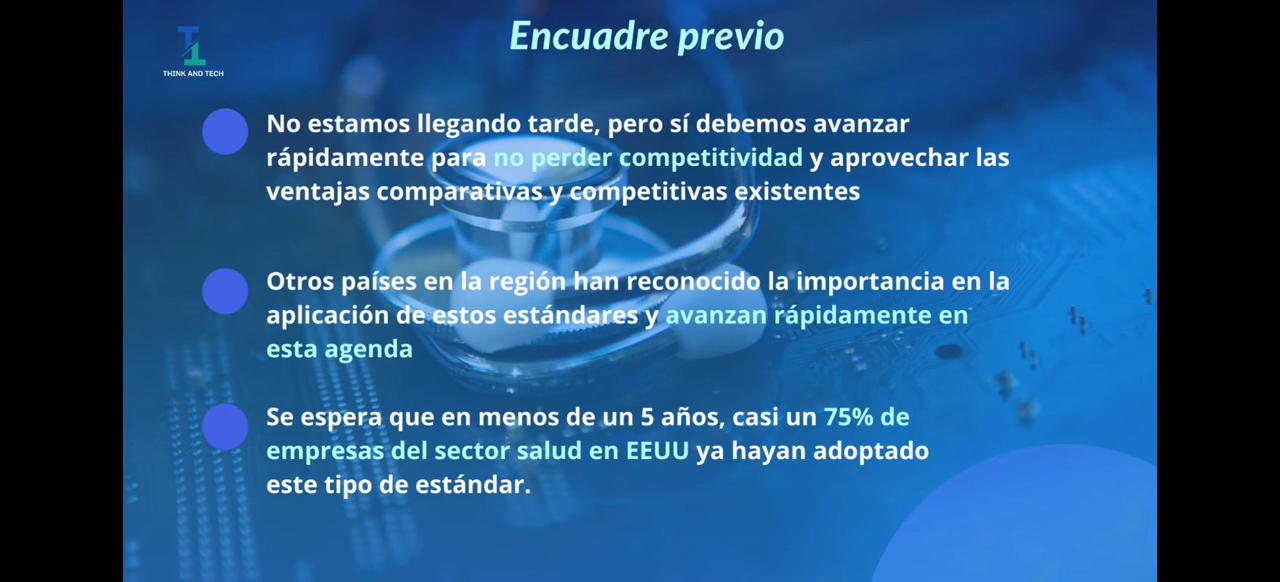 Encuadre previo
THINK AND TECH
No estamos llegando tarde, pero sí debemos avanzar
rápidamente para no perder competitividad y aprovechar las
ventajas comparativas y competitivas existentes
Otros países en la región han reconocido la importancia en la
aplicación de estos estándares y avanzan rápidamente en
esta agenda
Se espera que en menos de un 5 años, casi un 75% de
empresas del sector salud en EEUU ya hayan adoptado
este tipo de estándar.